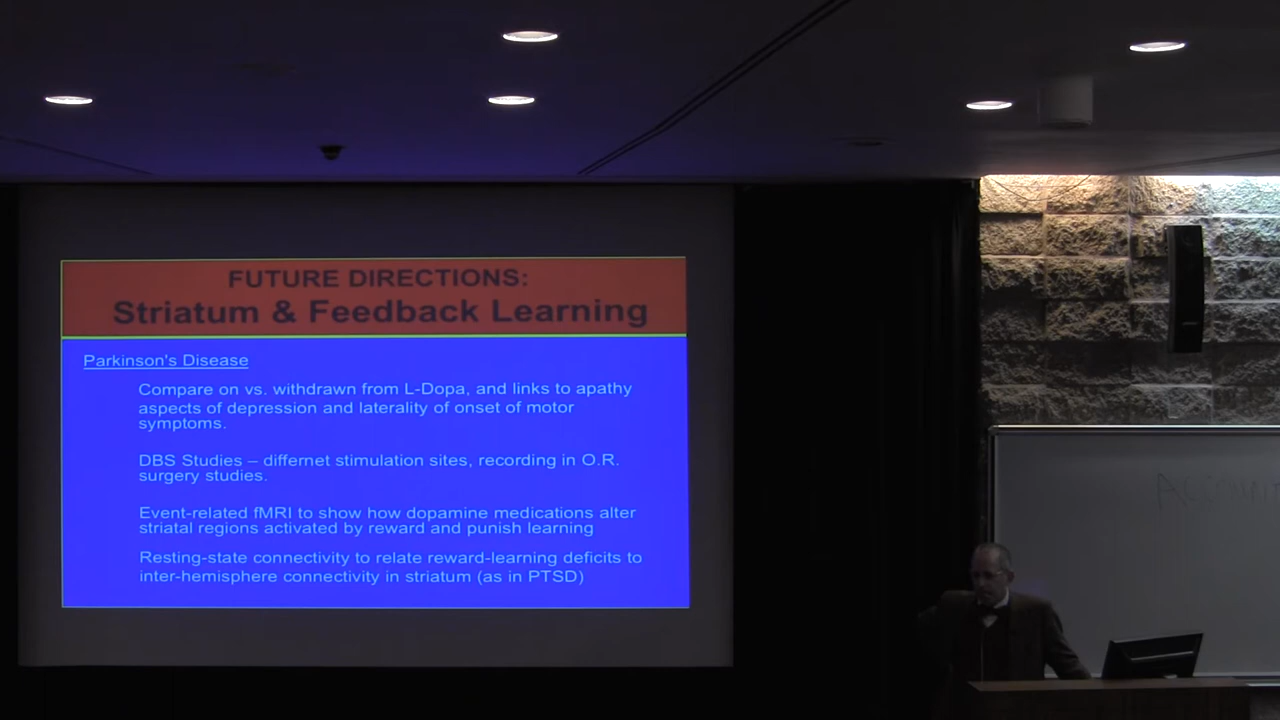 FUTURE DIRECTIONS:
Striatum & Feedback Learning
Parkinson's Disease
Compare on vs. withdrawn from L-Dopa, and links to apathy
aspects of depression and laterality of onset of motor
symptoms.
DBS Studies – differnet stimulation sites, recording in O.R.
surgery studies.
Event-related fMRI to show how dopamine medications alter
striatal regions activated by reward and punish learning
Resting-state connectivity to relate reward-learning deficits to
inter-hemisphere connectivity in striatum (as in PTSD)